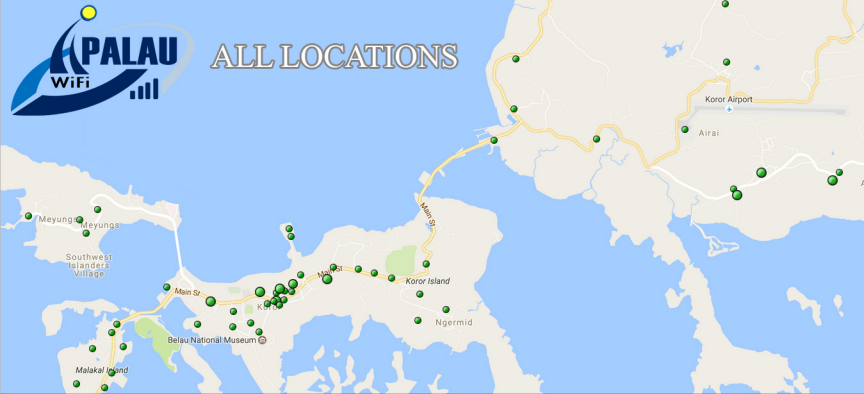 PALAU
WiFi
ALL LOCATIONS
Koror Airport
Airai
Main St
Meyungs
Meyungs
Southwest
Islanders
Village
Main St
Koror Island
Main St
Ngermid
Belau National Museum
Malakal Island